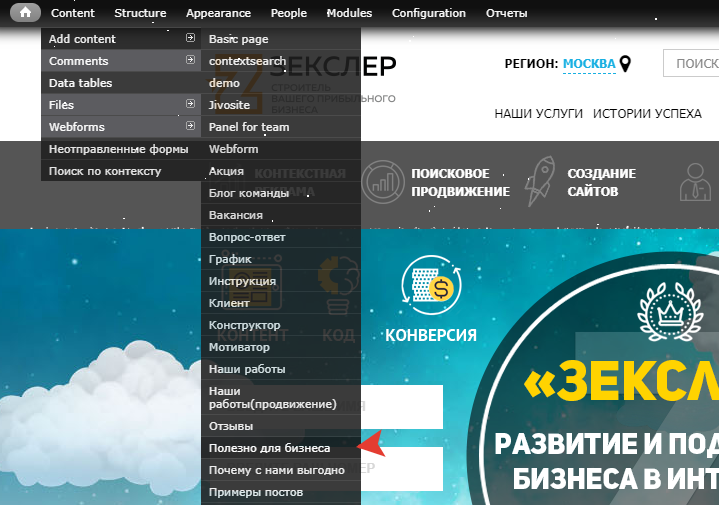 Content Structure Appearance People Modules Configuration Отчеты
Add content
Comments
Data tables
Files
Webforms
Неотправленные формы
Поиск по контексту
Basic page
contextsearch
demo
Jivosite
Panel for team
Webform
Акция
Блог команды
Вакансия
Вопрос-ответ
График
Инструкция
Клиент
Конструктор
Мотиватор
Наши работы
Наши
работы(продвижение)
Отзывы
Полезно для бизнеса
Почему с нами выгодно
Примеры постов
ЗЕКСЛЕР
СТРОИТЕЛЬ
ВАШЕГО ПРИБЫЛЬНОГО
БИЗНЕСА
РЕГИОН: МОСКВА
ПОИСК
НАШИ УСЛУГИ ИСТОРИИ УСПЕХА
КОНТЕКСТНАЯ
РЕКЛАМА
ПОИСКОВОЕ
ПРОДВИЖЕНИЕ
СОЗДАНИЕ
САЙТОВ
КОНТЕНТ
КОД
КОНВЕРСИЯ
«ЗЕКСЛ
РАЗВИТИЕ И ПОД
БИЗНЕСА В ИНТ